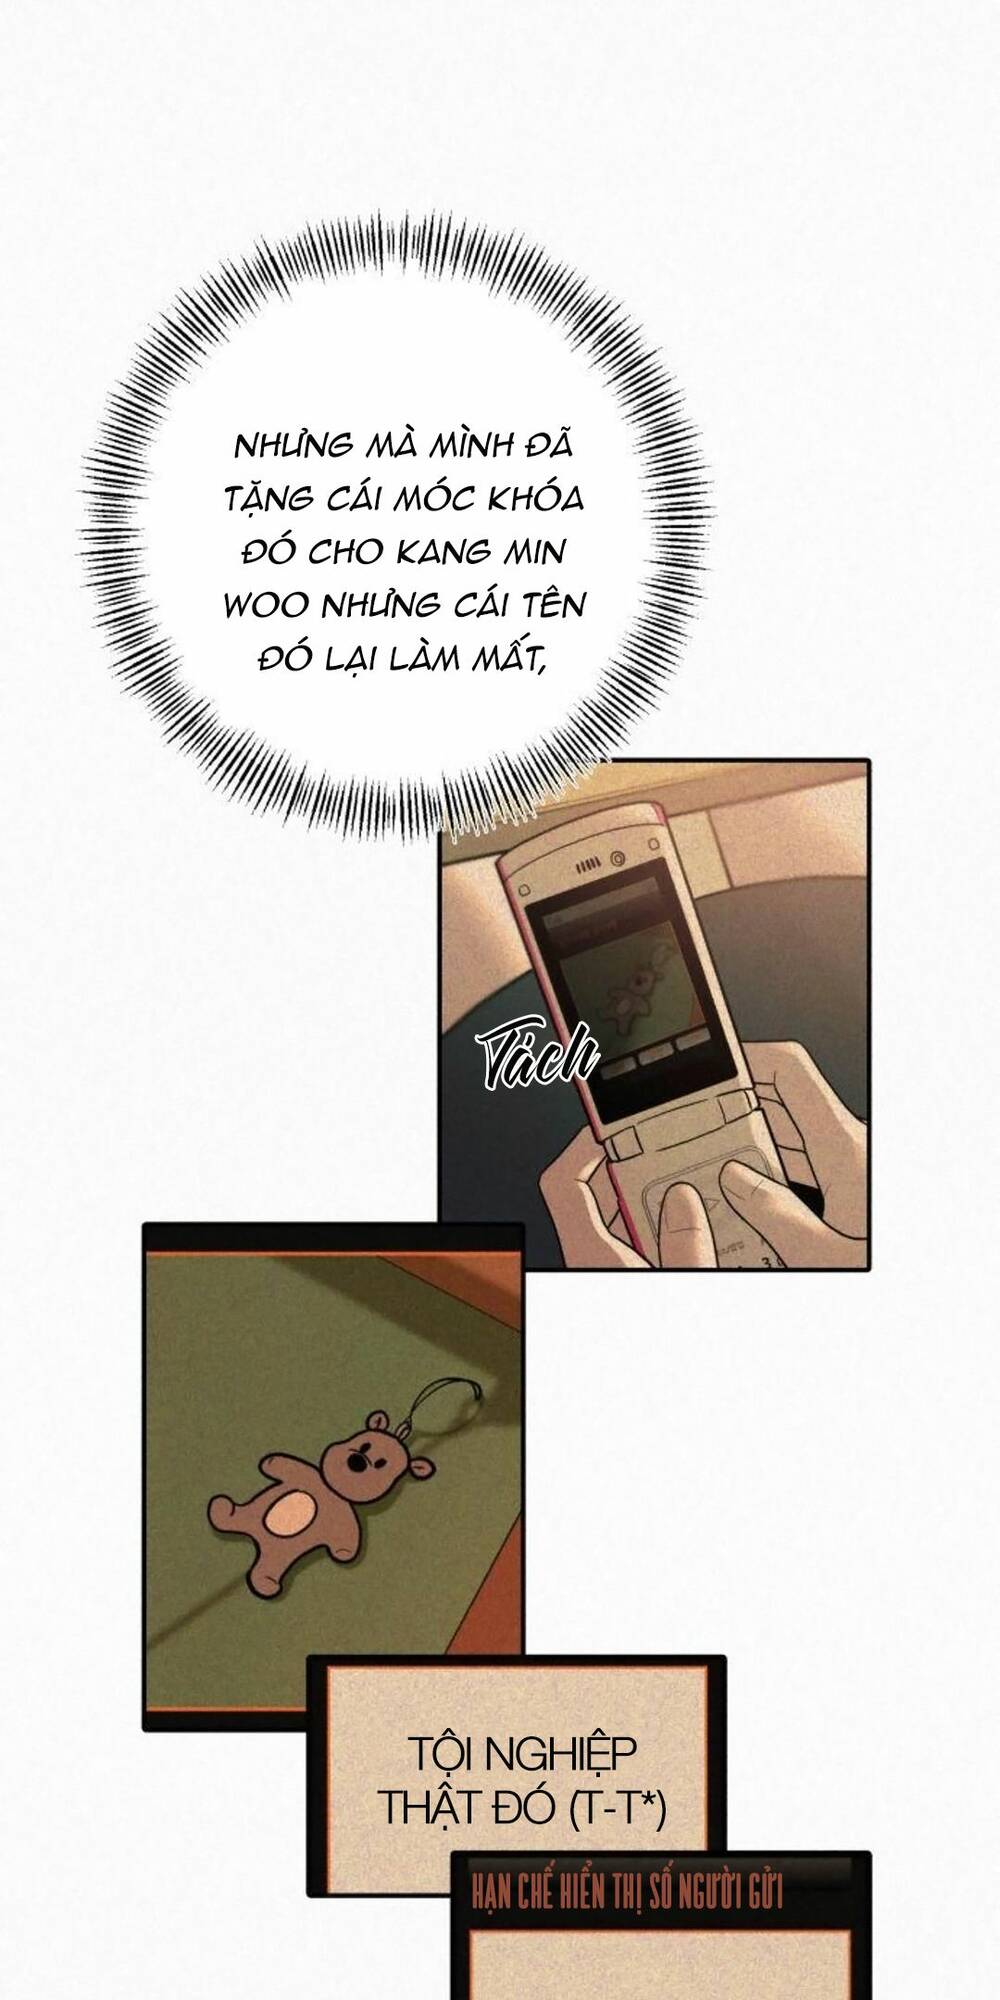 NHƯNG MÀ MÌNH ĐÃ
TẶNG CÁI MÓC KHÓA
ĐÓ CHO KANG MIN
WOO NHƯNG CÁI TÊN
ĐÓ LẠI LÀM MẤT,
Tách
3
TỘI NGHIỆP
THẬT ĐÓ (T-T*)
HẠN CHẾ HIỂN THỊ SỐ NGƯỜI GỬI